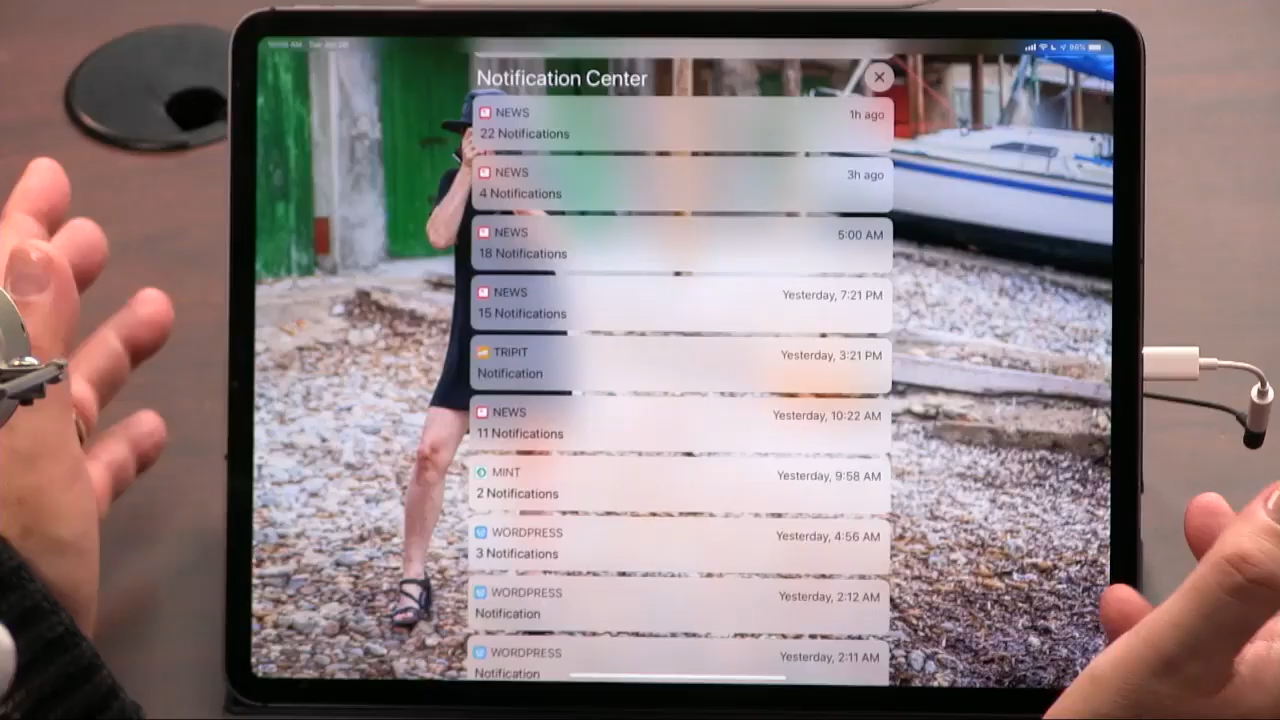 96%
Notification Center
NEWS 1h ago
22 Notifications
NEWS 3h ago
4 Notifications
NEWS 5:00 AM
18 Notifications
NEWS Yesterday, 7:21 PM
15 Notifications
TRIPIT Yesterday, 3:21 PM
Notification
NEWS Yesterday, 10:22 AM
11 Notifications
MINT Yesterday, 9:58 AM
2 Notifications
WORDPRESS Yesterday, 4:56 AM
3 Notifications
WORDPRESS Yesterday, 2:12 AM
Notification
WORDPRESS Yesterday, 2:11 AM
Notification